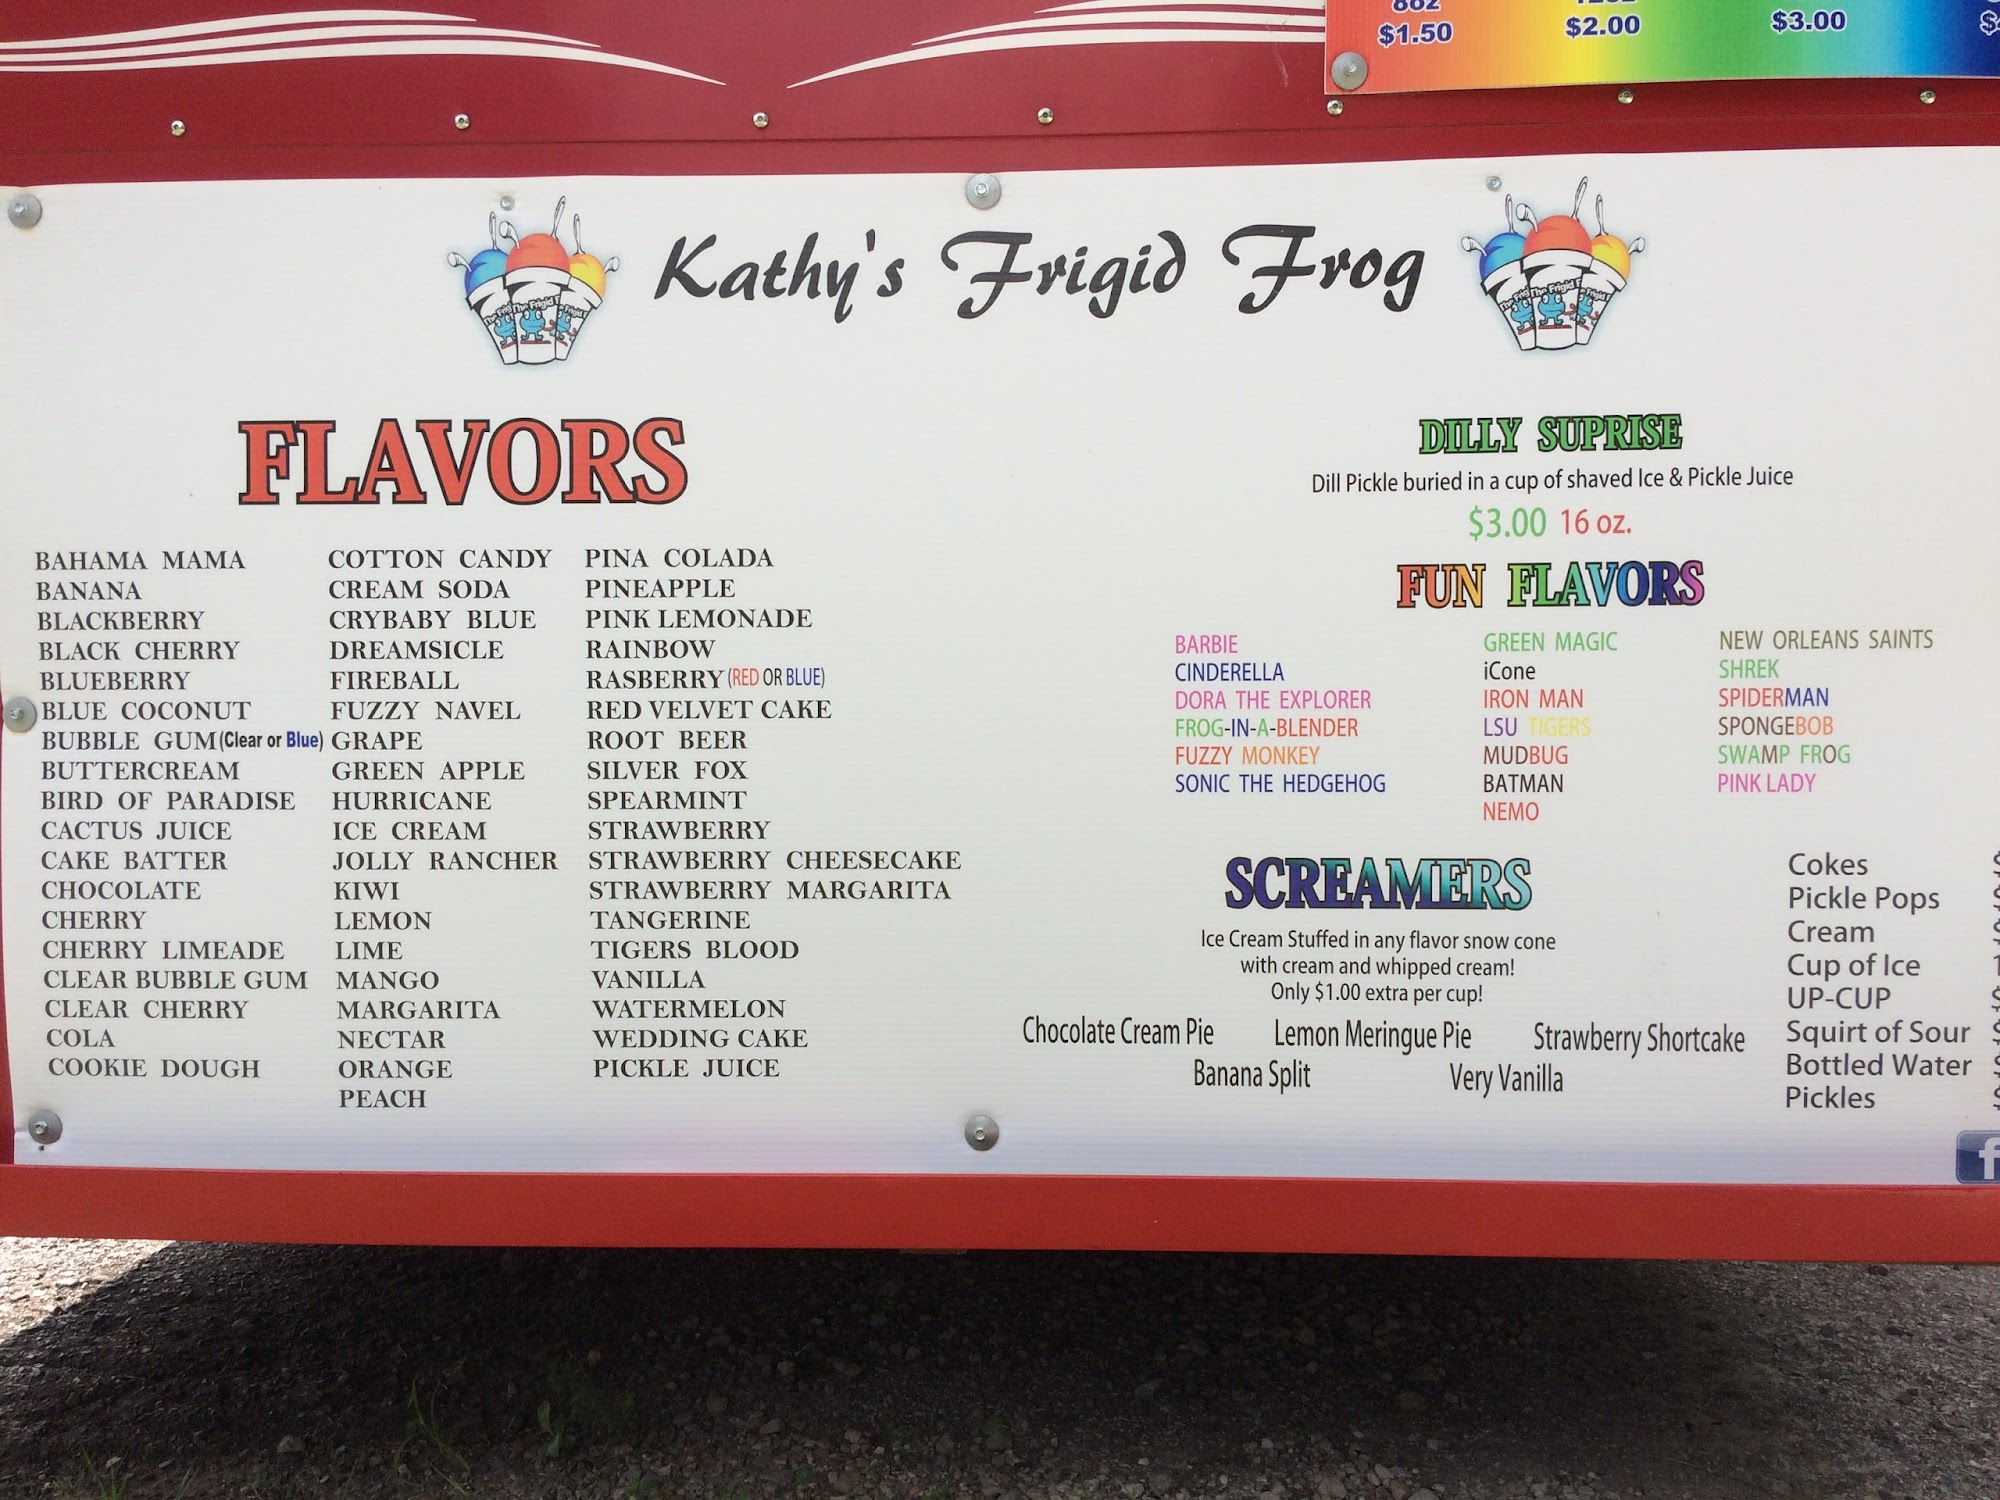 8oz
$1.50
$2.00
$3.00
Kathy's Frigid Frog
FLAVORS
BAHAMA MAMA
BANANA
BLACKBERRY
BLACK CHERRY
BLUEBERRY
BLUE COCONUT
BUBBLE GUM (Clear or Blue)
BUTTERCREAM
BIRD OF PARADISE
CACTUS JUICE
CAKE BATTER
CHOCOLATE
CHERRY
CHERRY LIMEADE
CLEAR BUBBLE GUM
CLEAR CHERRY
COLA
COOKIE DOUGH
COTTON CANDY
CREAM SODA
CRYBABY BLUE
DREAMSICLE
FIREBALL
FUZZY NAVEL
GRAPE
GREEN APPLE
HURRICANE
ICE CREAM
JOLLY RANCHER
KIWI
LEMON
LIME
MANGO
MARGARITA
NECTAR
ORANGE
PEACH
PINA COLADA
PINEAPPLE
PINK LEMONADE
RAINBOW
RASBERRY (RED OR BLUE)
RED VELVET CAKE
ROOT BEER
SILVER FOX
SPEARMINT
STRAWBERRY
STRAWBERRY CHEESECAKE
STRAWBERRY MARGARITA
TANGERINE
TIGERS BLOOD
VANILLA
WATERMELON
WEDDING CAKE
PICKLE JUICE
DILLY SUPRISE
Dill Pickle buried in a cup of shaved Ice & Pickle Juice
$3.00 16 oz.
FUN FLAVORS
BARBIE
CINDERELLA
DORA THE EXPLORER
FROG-IN-A-BLENDER
FUZZY MONKEY
SONIC THE HEDGEHOG
GREEN MAGIC
iCone
IRON MAN
LSU TIGERS
MUDBUG
BATMAN
NEMO
NEW ORLEANS SAINTS
SHREK
SPIDERMAN
SPONGEBOB
SWAMP FROG
PINK LADY
SCREAMERS
Ice Cream Stuffed in any flavor snow cone
with cream and whipped cream!
Only $1.00 extra per cup!
Chocolate Cream Pie Lemon Meringue Pie Strawberry Shortcake
Banana Split Very Vanilla
Cokes
Pickle Pops
Cream
Cup of Ice
UP-CUP
Squirt of Sour
Bottled Water
Pickles